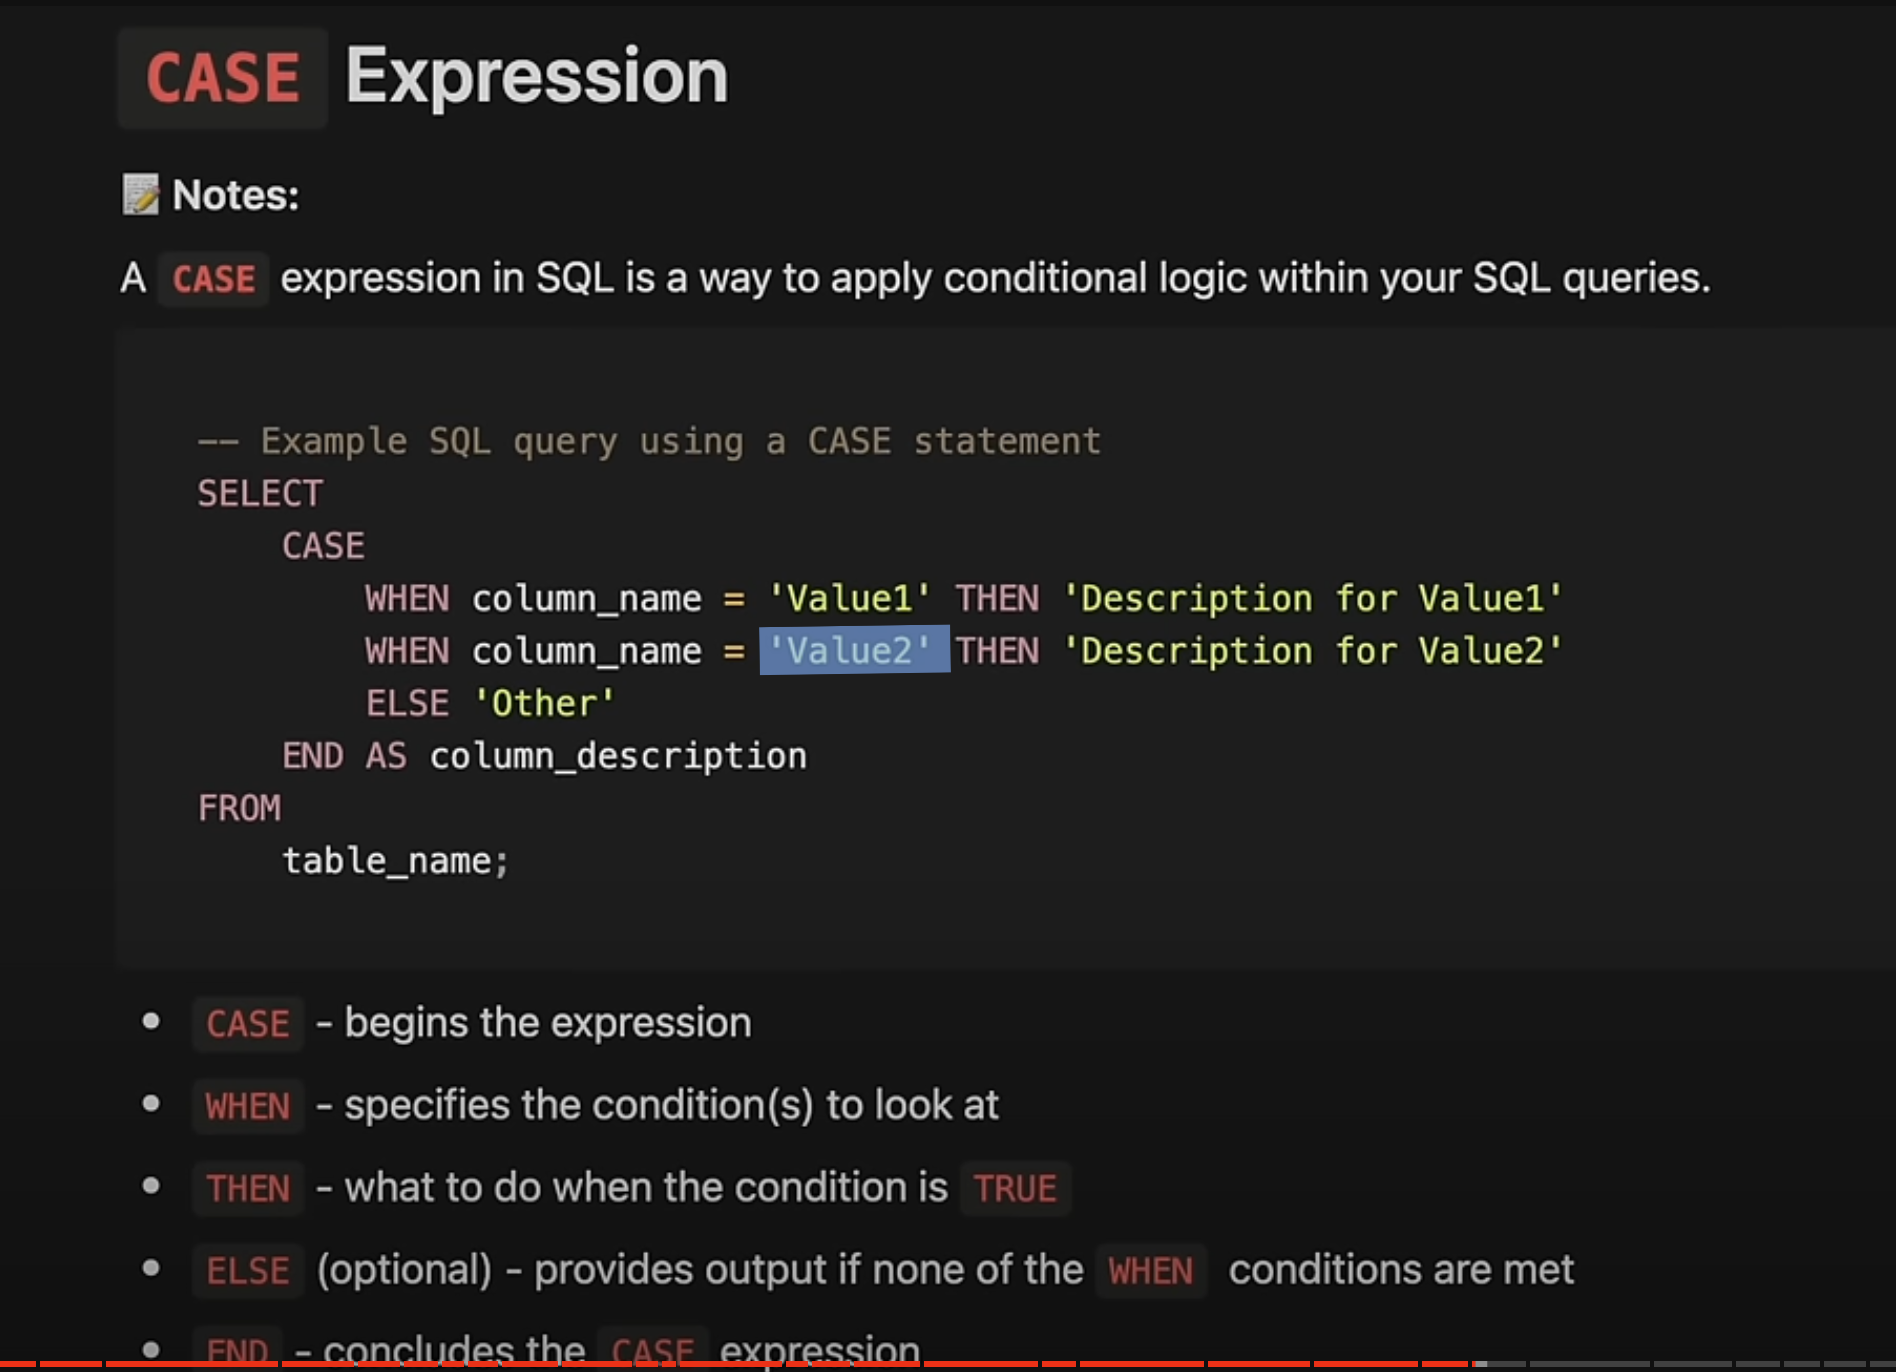 CASE Expression
Notes:
A CASE expression in SQL is a way to apply conditional logic within your SQL queries.
-- Example SQL query using a CASE statement
SELECT
CASE
WHEN column_name = 'Value1' THEN 'Description for Value1'
WHEN column_name = 'Value2' THEN 'Description for Value2'
ELSE 'Other'
END AS column_description
FROM
table_name;
• CASE - begins the expression
• WHEN - specifies the condition(s) to look at
• THEN - what to do when the condition is TRUE
• ELSE (optional) - provides output if none of the WHEN conditions are met
• END - concludes the CASE expression